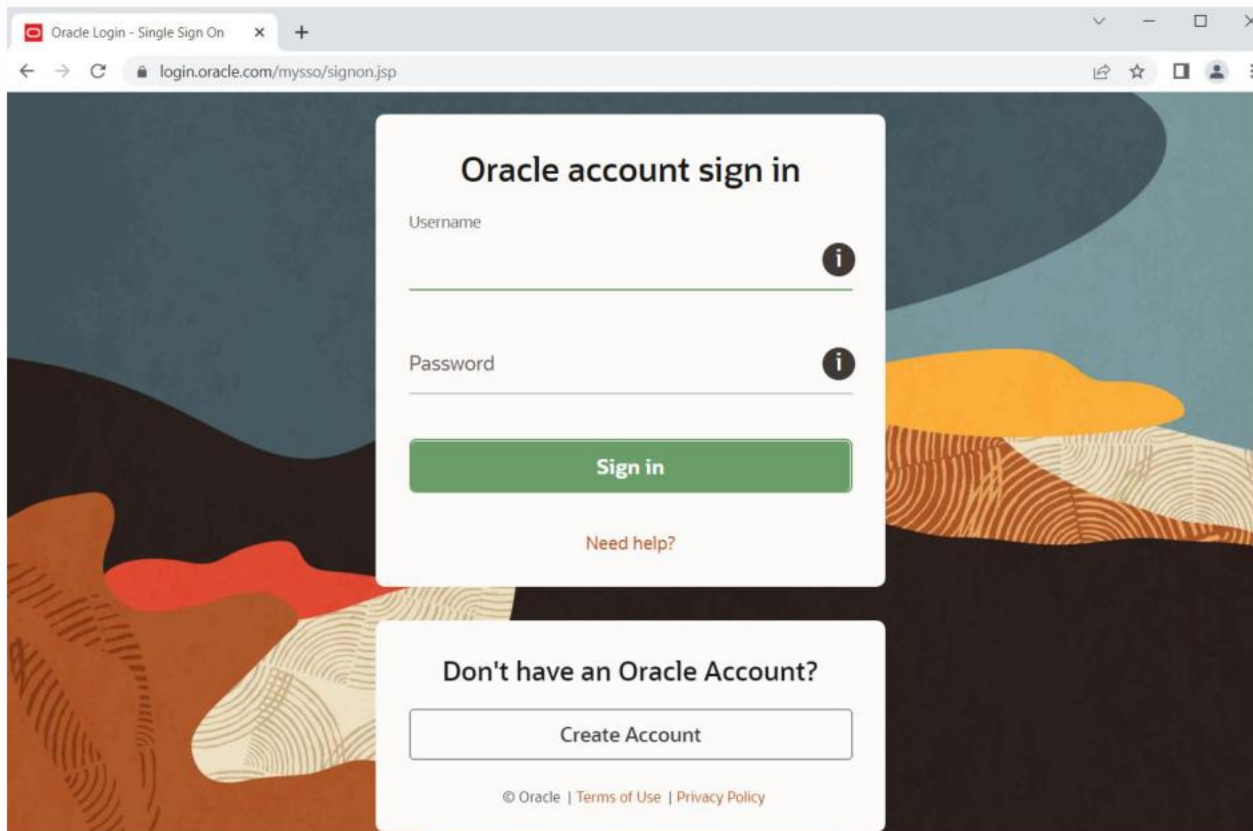 Oracle Login - Single Sign On
login.oracle.com/mysso/signon.jsp
Oracle account sign in
Username
i
Password
i
Sign in
Need help?
Don't have an Oracle Account?
Create Account
© Oracle | Terms of Use | Privacy Policy